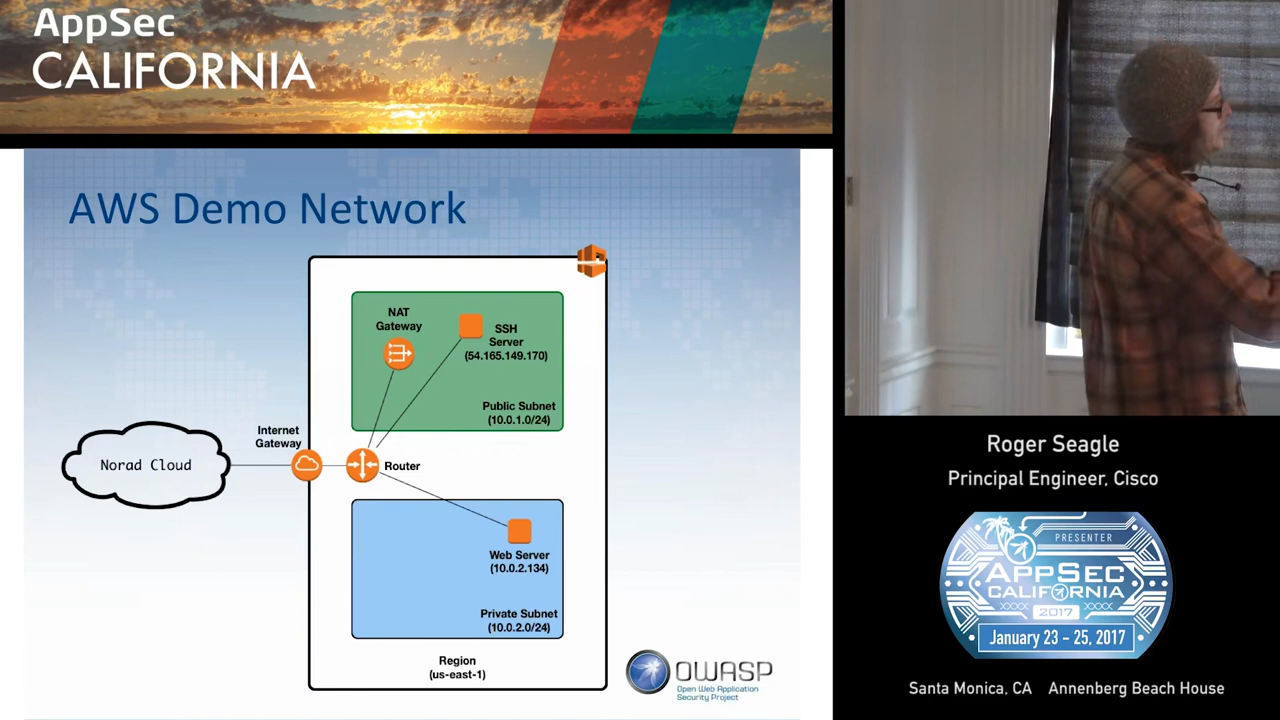 AppSec
CALIFORNIA
AWS Demo Network
NAT
Gateway
SSH
Server
(54.165.149.170)
Public Subnet
(10.0.1.0/24)
Internet
Gateway
Norad Cloud
Router
Web Server
(10.0.2.134)
Private Subnet
(10.0.2.0/24)
Region
(us-east-1)
OWASP
Open Web Application
Security Project
Roger Seagle
Principal Engineer, Cisco
PRESENTER
APPSEC
CALIFORNIA
2017
January 23 - 25, 2017
Santa Monica, CA Annenberg Beach House